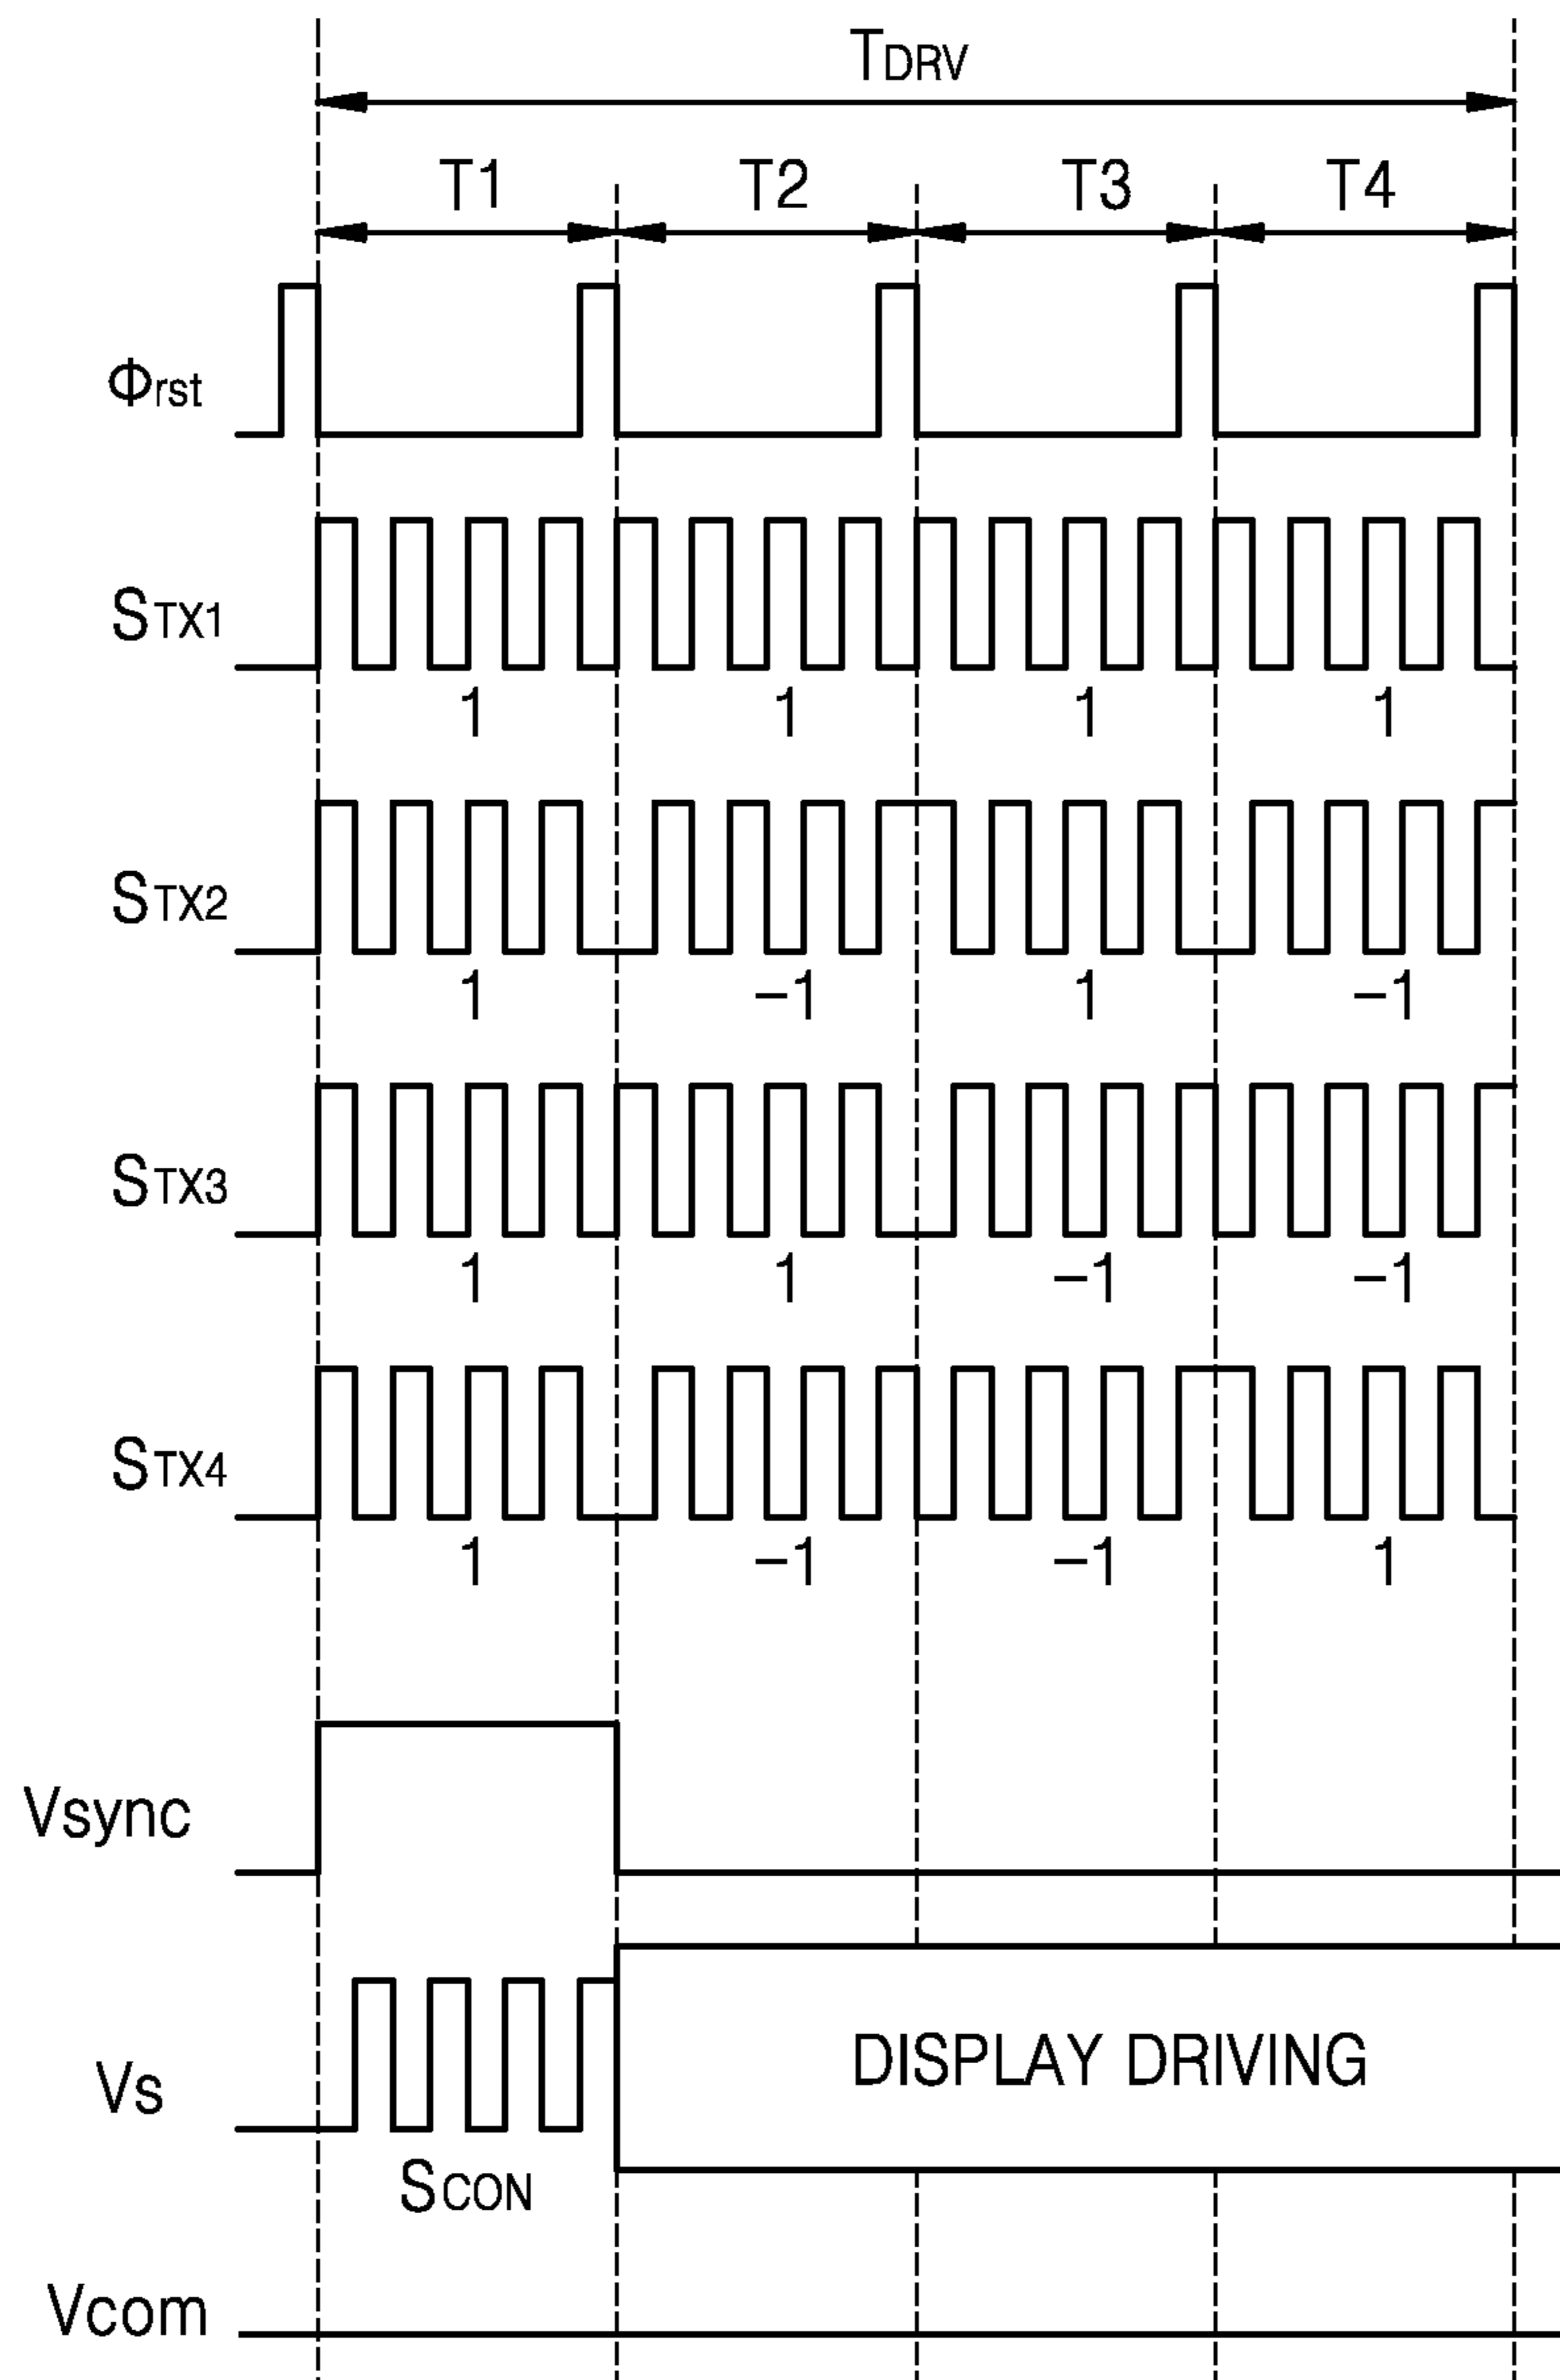 TDRV
T1 T2 T3 T4
Φrst
STX1
1 1 1 1
STX2
1 −1 1 −1
STX3
1 1 −1 −1
STX4
1 −1 −1 1
Vsync
Vs
DISPLAY DRIVING
SCON
Vcom